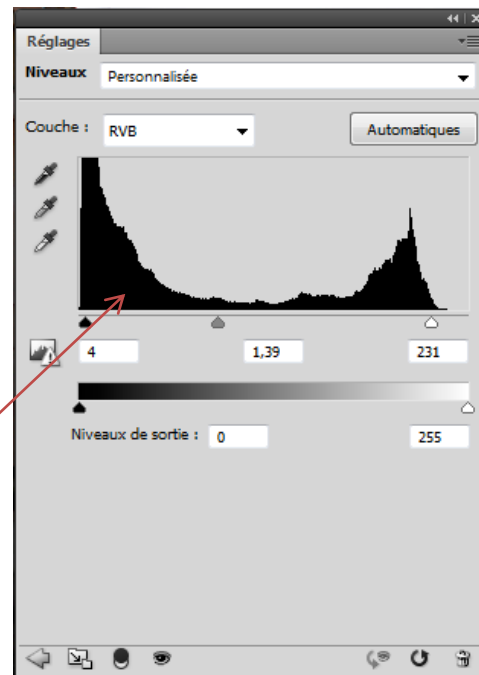 Réglages
Niveaux Personnalisée
Couche : RVB Automatiques
4 1,39 231
Niveaux de sortie : 0 255